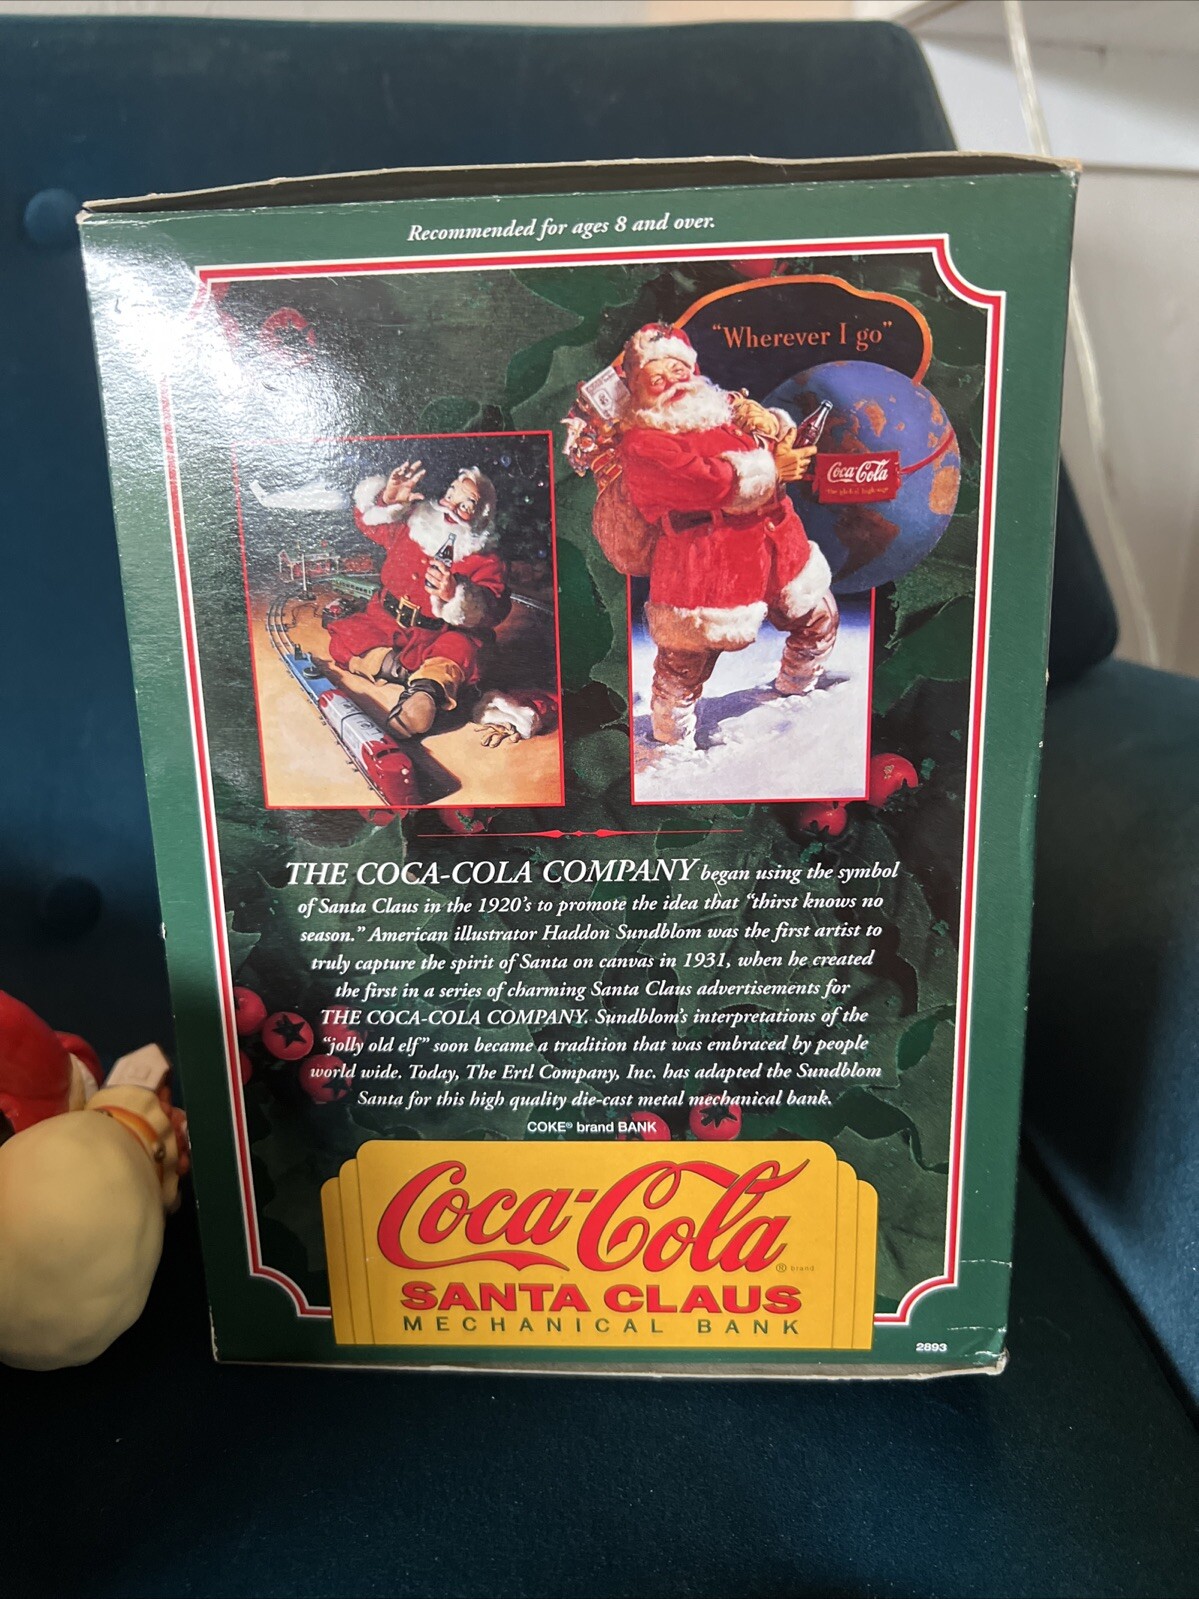 Recommended for ages 8 and over.
"Wherever I go"
Coca-Cola
THE COCA-COLA COMPANY began using the symbol
of Santa Claus in the 1920's to promote the idea that "thirst knows no
season." American illustrator Haddon Sundblom was the first artist to
truly capture the spirit of Santa on canvas in 1931, when he created
the first in a series of charming Santa Claus advertisements for
THE COCA-COLA COMPANY. Sundblom's interpretations of the
"jolly old elf" soon became a tradition that was embraced by people
world wide. Today, The Ertl Company, Inc. has adapted the Sundblom
Santa for this high quality die-cast metal mechanical bank.
COKE® brand BANK
Coca-Cola
® brand
SANTA CLAUS
MECHANICAL BANK
2893